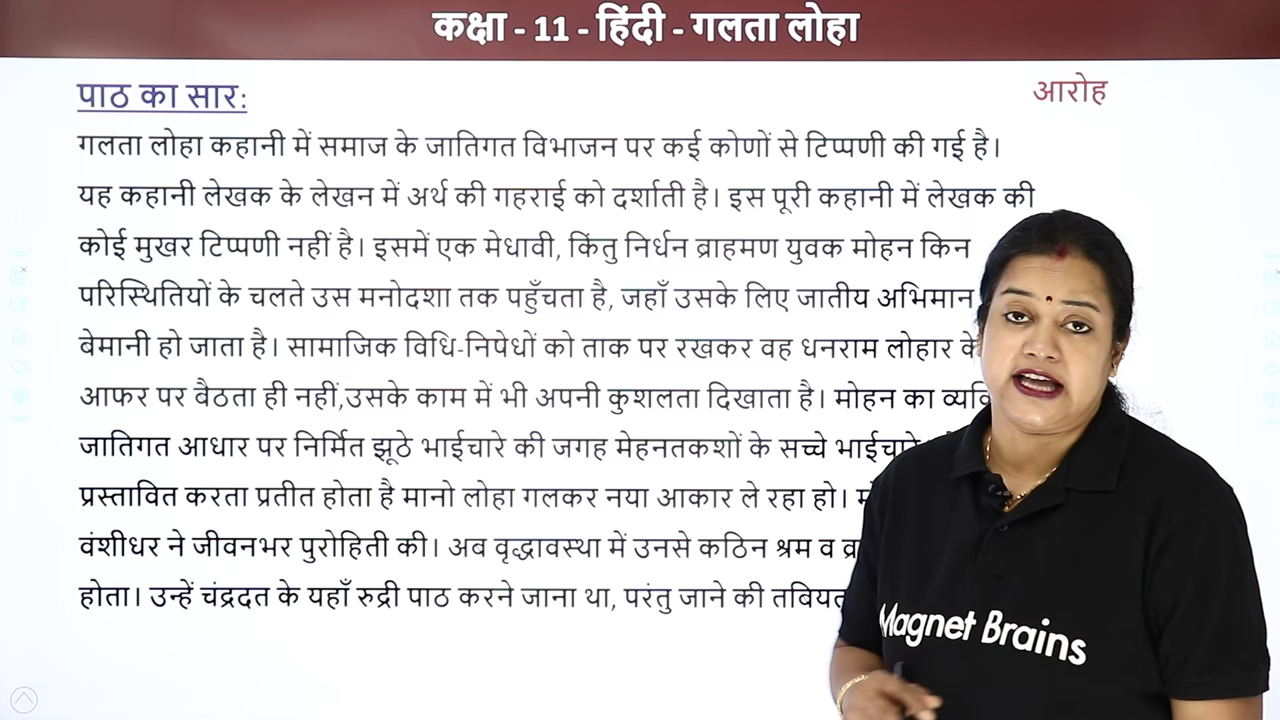 कक्षा - 11 - हिंदी - गलता लोहा
पाठ का सार:
आरोह
गलता लोहा कहानी में समाज के जातिगत विभाजन पर कई कोणों से टिप्पणी की गई है।
यह कहानी लेखक के लेखन में अर्थ की गहराई को दर्शाती है। इस पूरी कहानी में लेखक की
कोई मुखर टिप्पणी नहीं है। इसमें एक मेधावी, किंतु निर्धन ब्राहमण युवक मोहन किन
परिस्थितियों के चलते उस मनोदशा तक पहुँचता है, जहाँ उसके लिए जातीय अभिमान
बेमानी हो जाता है। सामाजिक विधि-निपेधों को ताक पर रखकर वह धनराम लोहार के
आफर पर बैठता ही नहीं,उसके काम में भी अपनी कुशलता दिखाता है। मोहन का
जातिगत आधार पर निर्मित झूठे भाईचारे की जगह मेहनतकशों के सच्चे भाईचारे
प्रस्तावित करता प्रतीत होता है मानो लोहा गलकर नया आकार ले रहा हो।
वंशीधर ने जीवनभर पुरोहिती की। अब वृद्धावस्था में उनसे कठिन श्रम व
होता। उन्हें चंद्रदत के यहाँ रुद्री पाठ करने जाना था, परंतु जाने की तबियत
Magnet Brains